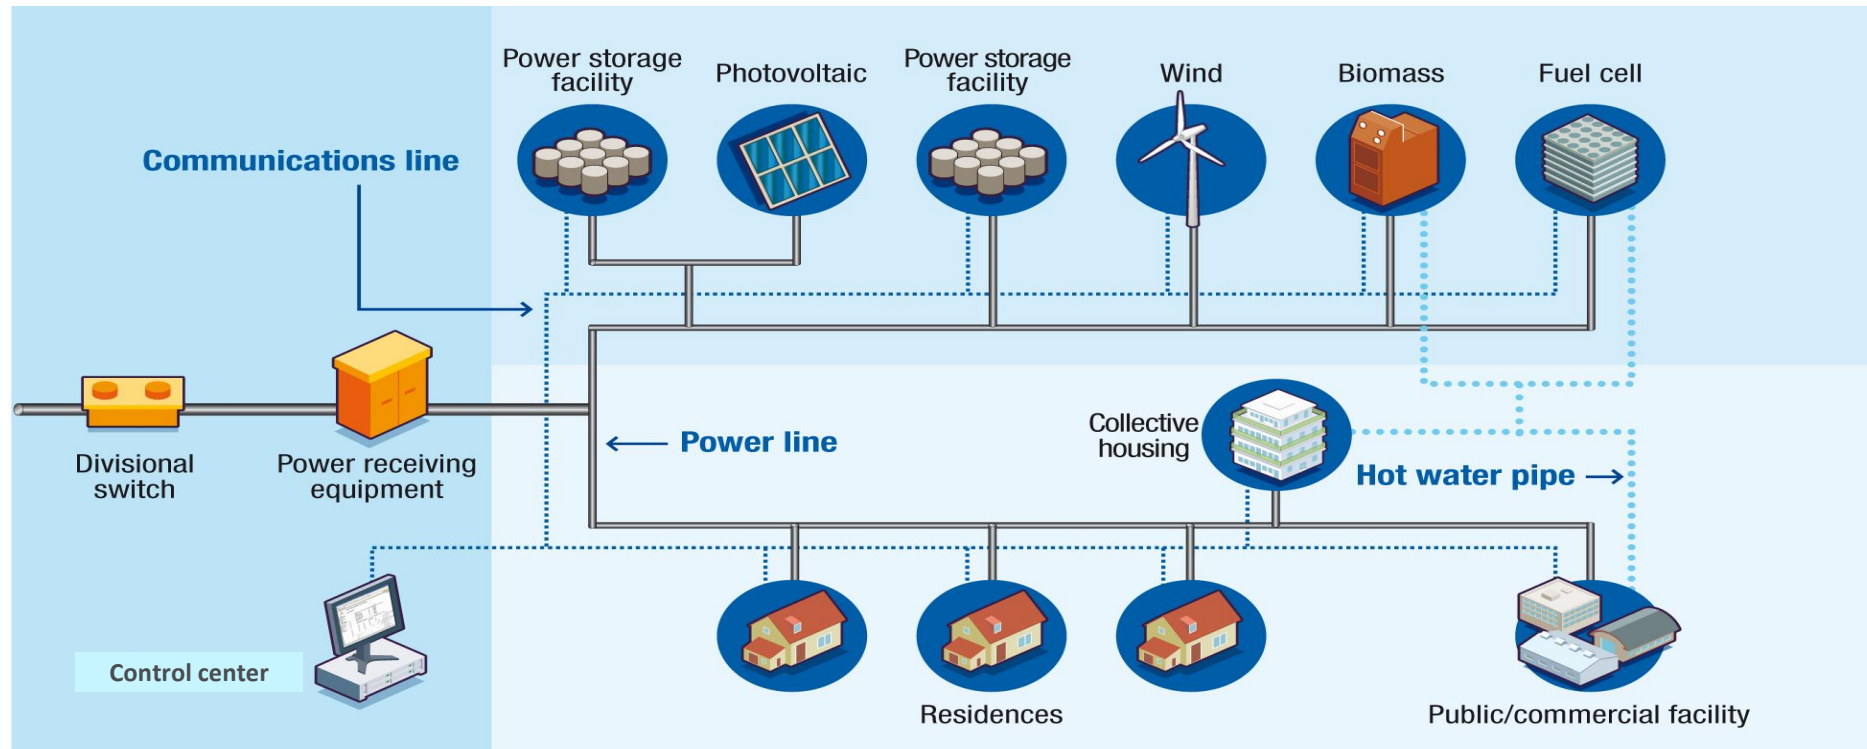 Power storage
facility
Photovoltaic
Power storage
facility
Wind
Biomass
Fuel cell
Communications line
Divisional
switch
Power receiving
equipment
Power line
Collective
housing
Hot water pipe
Control center
Residences
Public/commercial facility